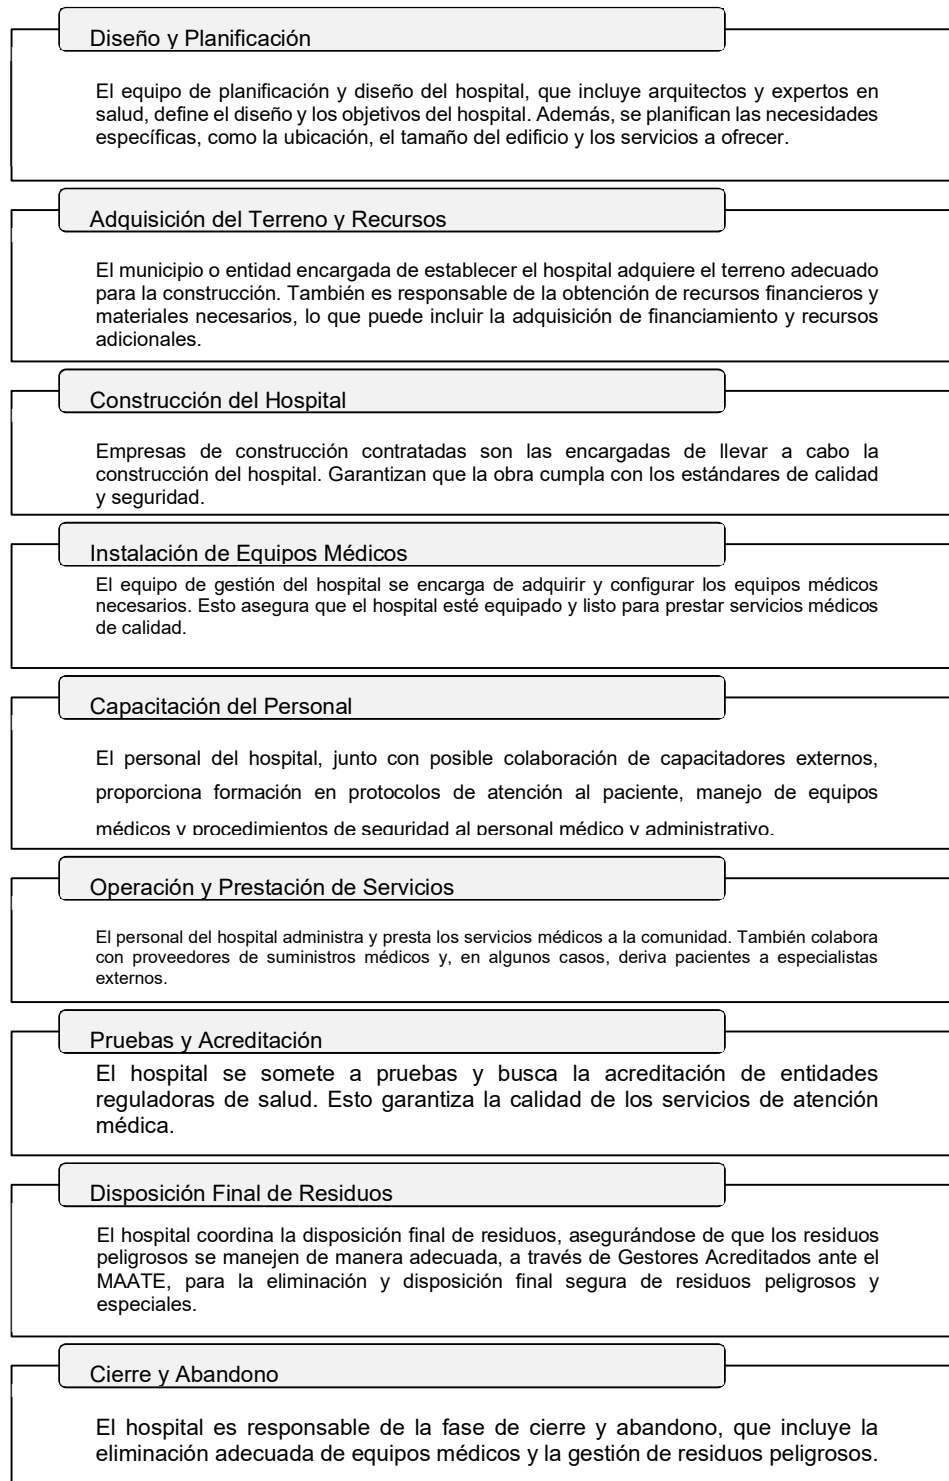 Diseño y Planificación
El equipo de planificación y diseño del hospital, que incluye arquitectos y expertos en
salud, define el diseño y los objetivos del hospital. Además, se planifican las necesidades
específicas, como la ubicación, el tamaño del edificio y los servicios a ofrecer.
Adquisición del Terreno y Recursos
El municipio o entidad encargada de establecer el hospital adquiere el terreno adecuado
para la construcción. También es responsable de la obtención de recursos financieros y
materiales necesarios, lo que puede incluir la adquisición de financiamiento y recursos
adicionales.
Construcción del Hospital
Empresas de construcción contratadas son las encargadas de llevar a cabo la
construcción del hospital. Garantizan que la obra cumpla con los estándares de calidad
y seguridad.
Instalación de Equipos Médicos
El equipo de gestión del hospital se encarga de adquirir y configurar los equipos médicos
necesarios. Esto asegura que el hospital esté equipado y listo para prestar servicios médicos
de calidad.
Capacitación del Personal
El personal del hospital, junto con posible colaboración de capacitadores externos,
proporciona formación en protocolos de atención al paciente, manejo de equipos
médicos y procedimientos de seguridad al personal médico y administrativo.
Operación y Prestación de Servicios
El personal del hospital administra y presta los servicios médicos a la comunidad. También colabora
con proveedores de suministros médicos y, en algunos casos, deriva pacientes a especialistas
externos.
Pruebas y Acreditación
El hospital se somete a pruebas y busca la acreditación de entidades
reguladoras de salud. Esto garantiza la calidad de los servicios de atención
médica.
Disposición Final de Residuos
El hospital coordina la disposición final de residuos, asegurándose de que los residuos
peligrosos se manejen de manera adecuada, a través de Gestores Acreditados ante el
MAATE, para la eliminación y disposición final segura de residuos peligrosos y
especiales.
Cierre y Abandono
El hospital es responsable de la fase de cierre y abandono, que incluye la
eliminación adecuada de equipos médicos y la gestión de residuos peligrosos.